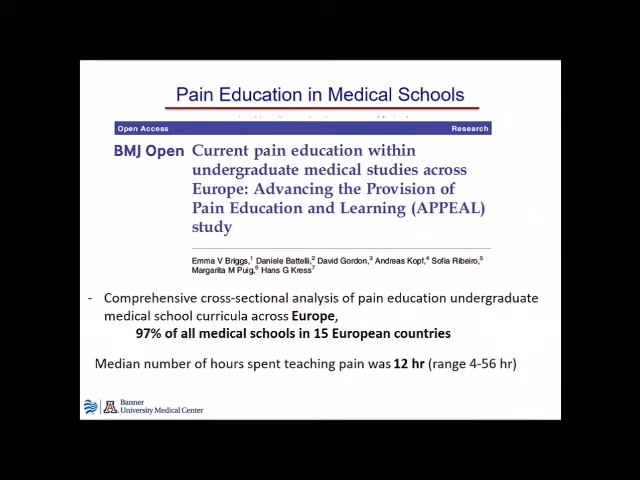 Pain Education in Medical Schools
Open Access
Research
BMJ Open
Current pain education within
undergraduate medical studies across
Europe: Advancing the Provision of
Pain Education and Learning (APPEAL)
study
Emma V Briggs,1 Daniele Battelli,2 David Gordon,3 Andreas Kopf,4 Sofia Ribeiro,5
Margarita M Puig,6 Hans G Kress7
- Comprehensive cross-sectional analysis of pain education undergraduate
medical school curricula across Europe,
97% of all medical schools in 15 European countries
Median number of hours spent teaching pain was 12 hr (range 4-56 hr)
A
Banner
University Medical Center